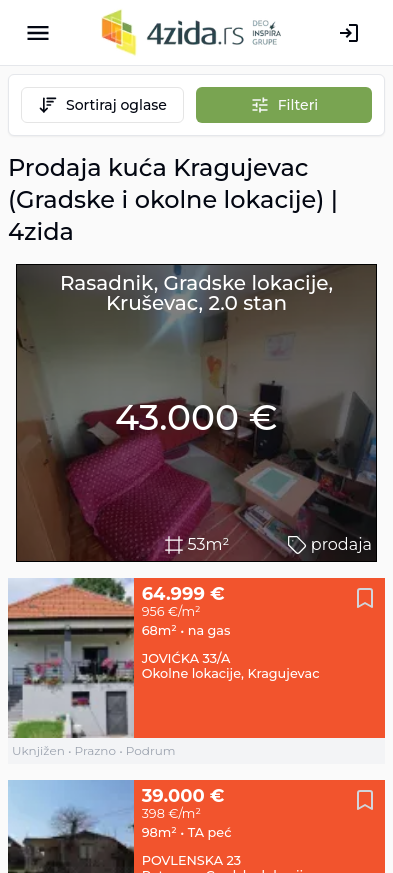 4zida.rs
DEO
INSPIRA
GRUPE
Sortiraj oglase
Filteri
Prodaja kuća Kragujevac
(Gradske i okolne lokacije) |
4zida
Rasadnik, Gradske lokacije,
Kruševac, 2.0 stan
43.000 €
53m²
prodaja
64.999 €
956 €/m²
68m² • na gas
JOVIĆKA 33/A
Okolne lokacije, Kragujevac
Uknjižen • Prazno • Podrum
39.000 €
398 €/m²
98m² • TA peć
POVLENSKA 23